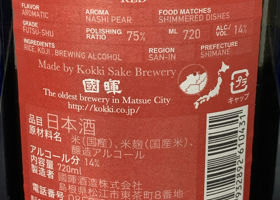 RED
FLAVOR
AROMATIC
AROMA
NASHI PEAR
FOOD MATCHES
SHIMMERED DISHES
GRADE
FUTSU-SHU
POLISHING RATIO
75%
ML
720
ALC VOL
14%
INGREDIENTS
RICE, KOJI, BREWING ALCOHOL
REGION
SAN-IN
PREFECTURE
SHIMANE
Made by Kokki Sake Brewery
國暉
The oldest brewery in Matsue City
http://kokki.co.jp/
キャップ
品目 日本酒
原材料名 米(国産)、米麹(国産米)、
醸造アルコール
アルコール分 14%
内容量 720ml
國暉酒造株式会社
島根県松江市東茶町8番地
4932892610431